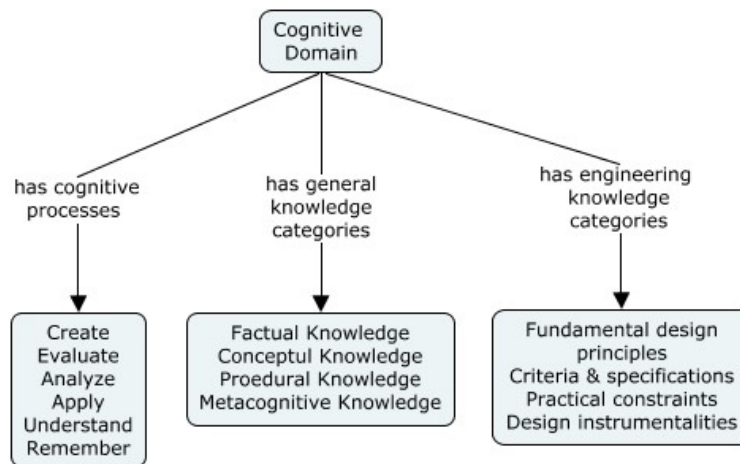 Cognitive
Domain
has cognitive
processes
has general
knowledge
categories
has engineering
knowledge
categories
Create
Evaluate
Analyze
Apply
Understand
Remember
Factual Knowledge
Conceptul Knowledge
Proedural Knowledge
Metacognitive Knowledge
Fundamental design
principles
Criteria & specifications
Practical constraints
Design instrumentalities